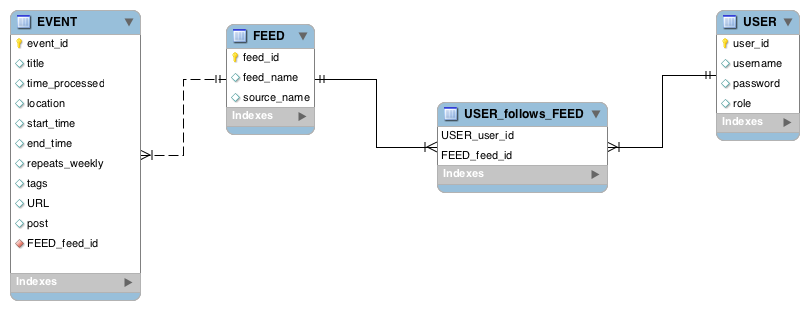 EVENT
event_id
title
time_processed
location
start_time
end_time
repeats_weekly
tags
URL
post
FEED_feed_id
Indexes
FEED
feed_id
feed_name
source_name
Indexes
USER_follows_FEED
USER_user_id
FEED_feed_id
Indexes
USER
user_id
username
password
role
Indexes